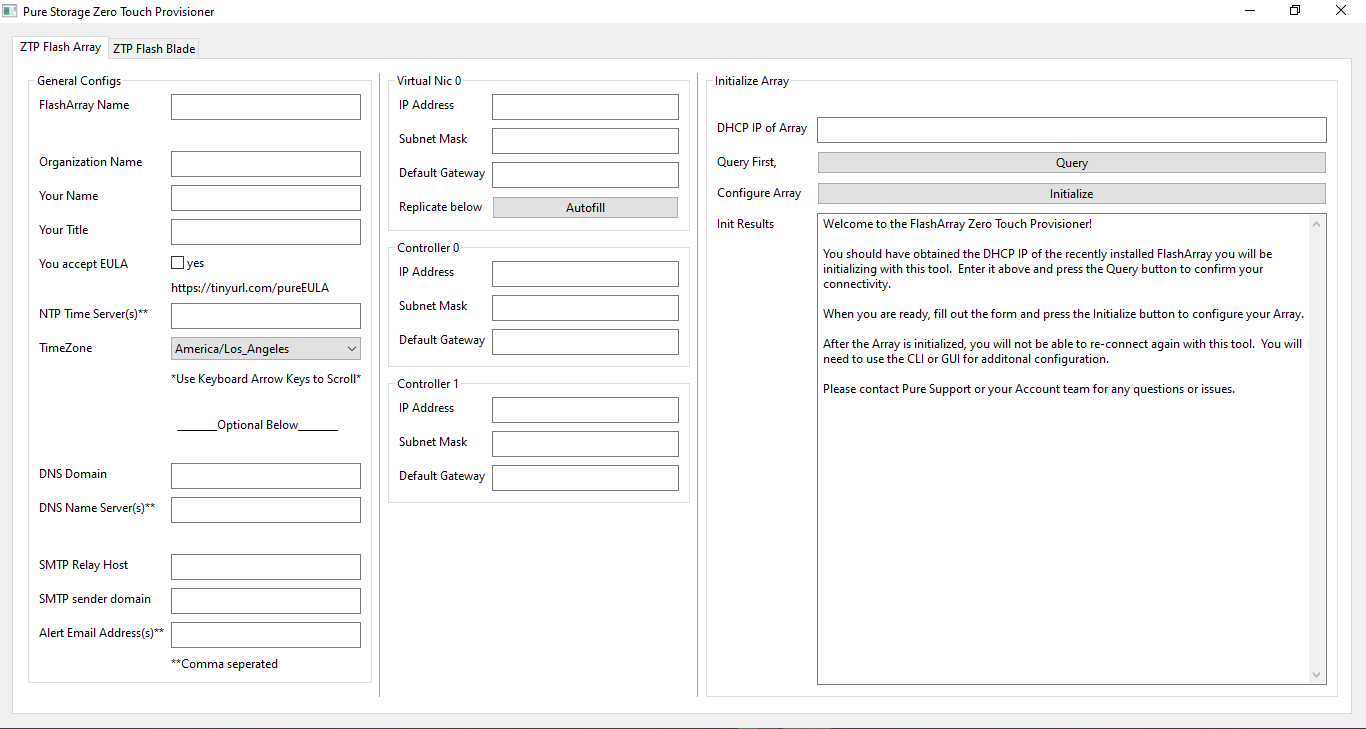 Pure Storage Zero Touch Provisioner
ZTP Flash Array
ZTP Flash Blade
General Configs
FlashArray Name
Organization Name
Your Name
Your Title
You accept EULA
yes
https://tinyurl.com/pureEULA
NTP Time Server(s)**
TimeZone
America/Los_Angeles
*Use Keyboard Arrow Keys to Scroll*
______Optional Below______
DNS Domain
DNS Name Server(s)**
SMTP Relay Host
SMTP sender domain
Alert Email Address(s)**
**Comma seperated
Virtual Nic 0
IP Address
Subnet Mask
Default Gateway
Replicate below
Autofill
Controller 0
IP Address
Subnet Mask
Default Gateway
Controller 1
IP Address
Subnet Mask
Default Gateway
Initialize Array
DHCP IP of Array
Query First,
Query
Configure Array
Initialize
Init Results
Welcome to the FlashArray Zero Touch Provisioner!
You should have obtained the DHCP IP of the recently installed FlashArray you will be
initializing with this tool.  Enter it above and press the Query button to confirm your
connectivity.
When you are ready, fill out the form and press the Initialize button to configure your Array.
After the Array is initialized, you will not be able to re-connect again with this tool.  You will
need to use the CLI or GUI for additonal configuration.
Please contact Pure Support or your Account team for any questions or issues.